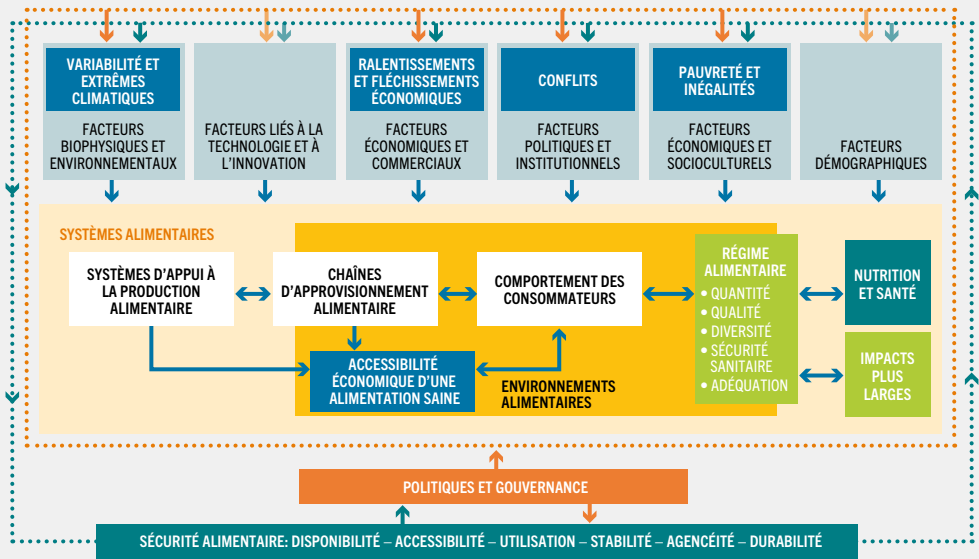 VARIABILITÉ ET
EXTRÊMES
CLIMATIQUES
FACTEURS
BIOPHYSIQUES ET
ENVIRONNEMENTAUX
FACTEURS LIÉS À LA
TECHNOLOGIE ET À
L'INNOVATION
RALENTISSEMENTS
ET FLÉCHISSEMENTS
ÉCONOMIQUES
FACTEURS
ÉCONOMIQUES ET
COMMERCIAUX
CONFLITS
FACTEURS
POLITIQUES ET
INSTITUTIONNELS
PAUVRETÉ ET
INÉGALITÉS
FACTEURS
ÉCONOMIQUES ET
SOCIOCULTURELS
FACTEURS
DÉMOGRAPHIQUES
SYSTÈMES ALIMENTAIRES
SYSTÈMES D'APPUI À
LA PRODUCTION
ALIMENTAIRE
CHAÎNES
D'APPROVISIONNEMENT
ALIMENTAIRE
COMPORTEMENT DES
CONSOMMATEURS
RÉGIME
ALIMENTAIRE
• QUANTITÉ
• QUALITÉ
• DIVERSITÉ
• SÉCURITÉ
SANITAIRE
• ADÉQUATION
NUTRITION
ET SANTÉ
IMPACTS
PLUS
LARGES
ACCESSIBILITÉ
ÉCONOMIQUE D'UNE
ALIMENTATION SAINE
ENVIRONNEMENTS
ALIMENTAIRES
POLITIQUES ET GOUVERNANCE
SÉCURITÉ ALIMENTAIRE: DISPONIBILITÉ – ACCESSIBILITÉ – UTILISATION – STABILITÉ – AGENCÉITÉ – DURABILITÉ